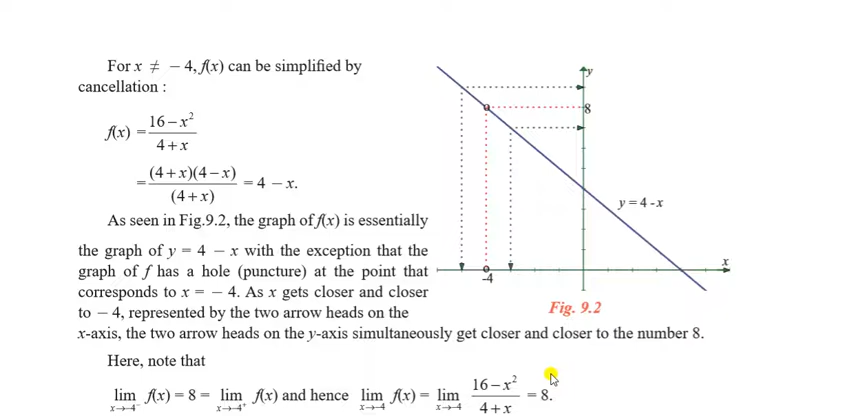 For x ≠ − 4, f(x) can be simplified by
cancellation :
f(x) = (16 − x²)/(4 + x)
= (4 + x)(4 − x)/(4 + x) = 4 − x.
As seen in Fig.9.2, the graph of f(x) is essentially
the graph of y = 4 − x with the exception that the
graph of f has a hole (puncture) at the point that
corresponds to x = − 4. As x gets closer and closer
to − 4, represented by the two arrow heads on the
y
8
y = 4 - x
x
-4
Fig. 9.2
x-axis, the two arrow heads on the y-axis simultaneously get closer and closer to the number 8.
Here, note that
lim x→−4⁻ f(x) = 8 = lim x→−4⁺ f(x) and hence lim x→−4 f(x) = lim x→−4 (16 − x²)/(4 + x) = 8.